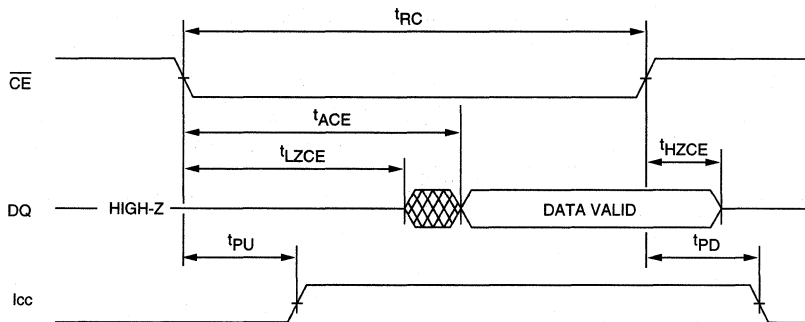 tRC
CE
tACE
tLZCE
tHZCE
DQ HIGH-Z DATA VALID
tPU
tPD
Icc